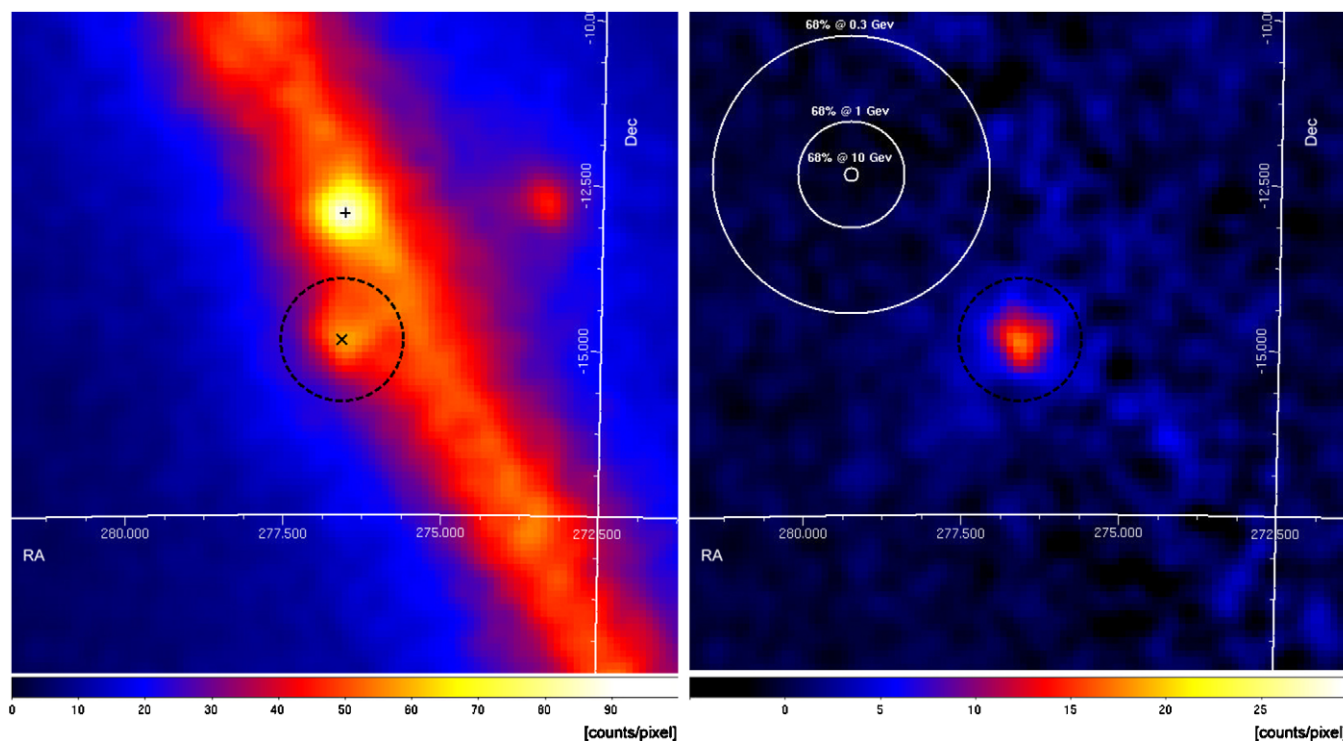 -10.00
Dec
-12.500
-15.000
280.000 277.500 275.000 272.500
RA
0 10 20 30 40 50 60 70 80 90
[counts/pixel]
68% @ 0.3 Gev
68% @ 1 Gev
68% @ 10 Gev
-10.00
Dec
-12.500
-15.000
280.000 277.500 275.000 272.500
RA
0 5 10 15 20 25
[counts/pixel]